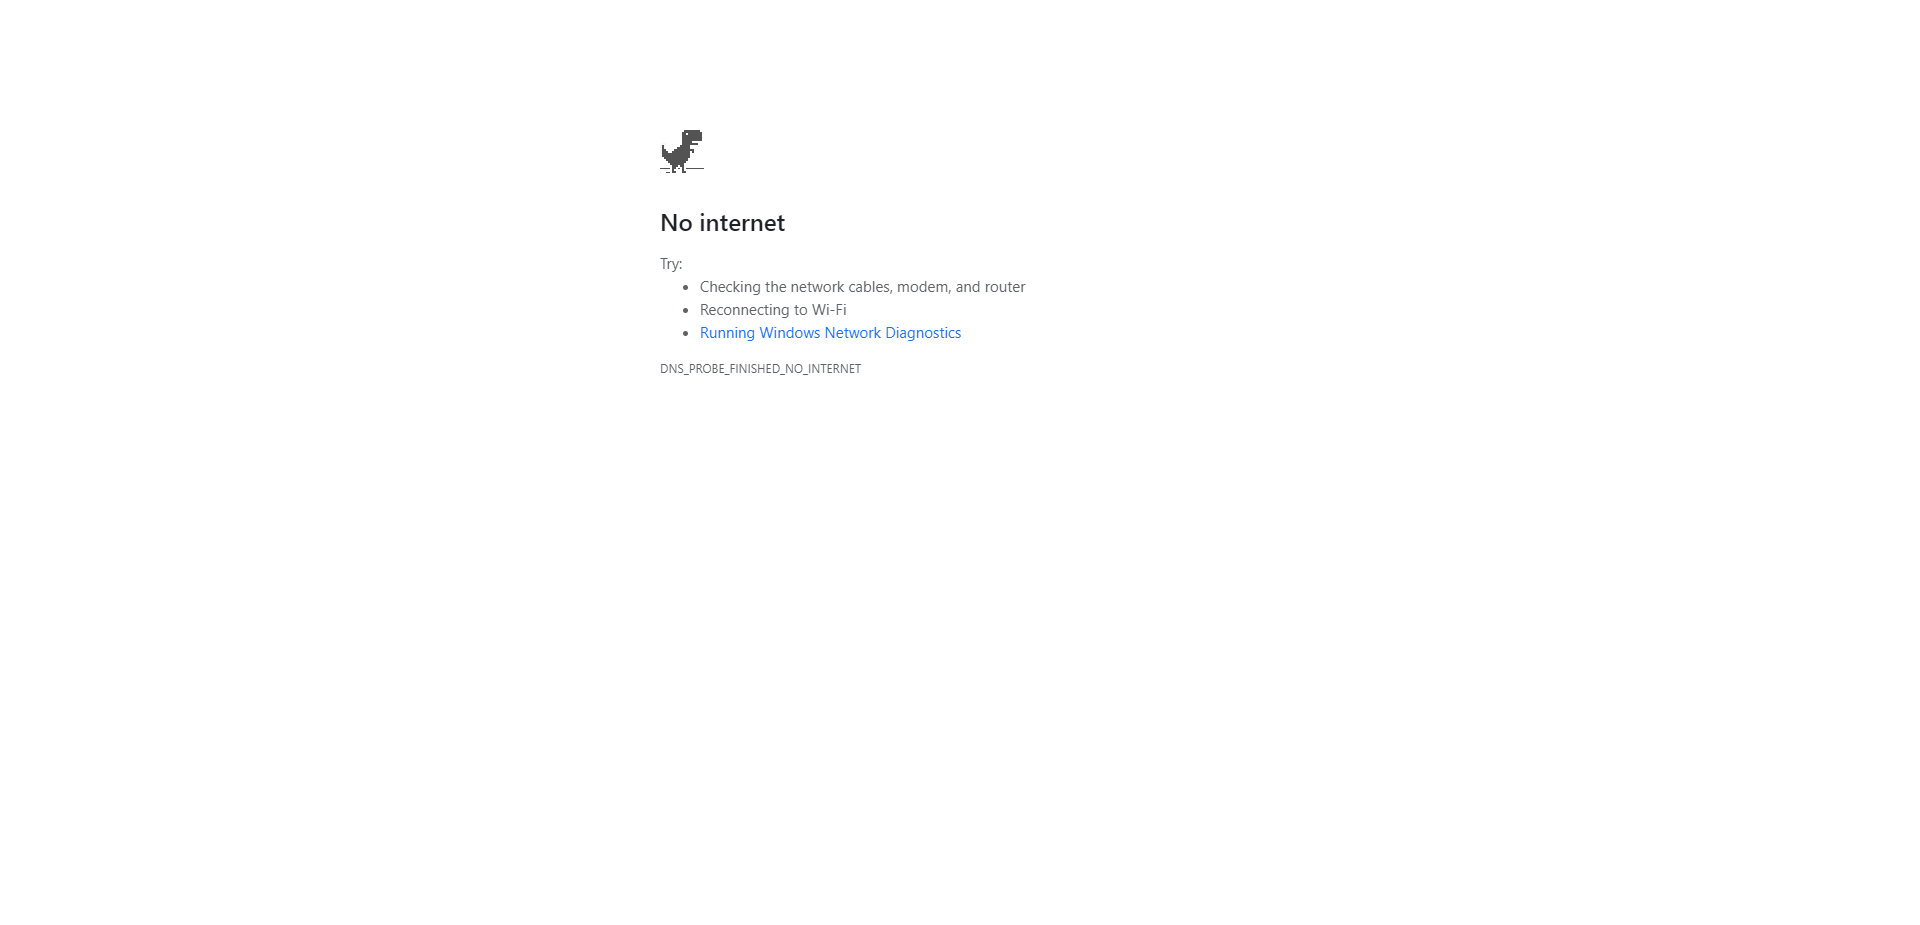 No internet
Try:
• Checking the network cables, modem, and router
• Reconnecting to Wi-Fi
• Running Windows Network Diagnostics
DNS_PROBE_FINISHED_NO_INTERNET